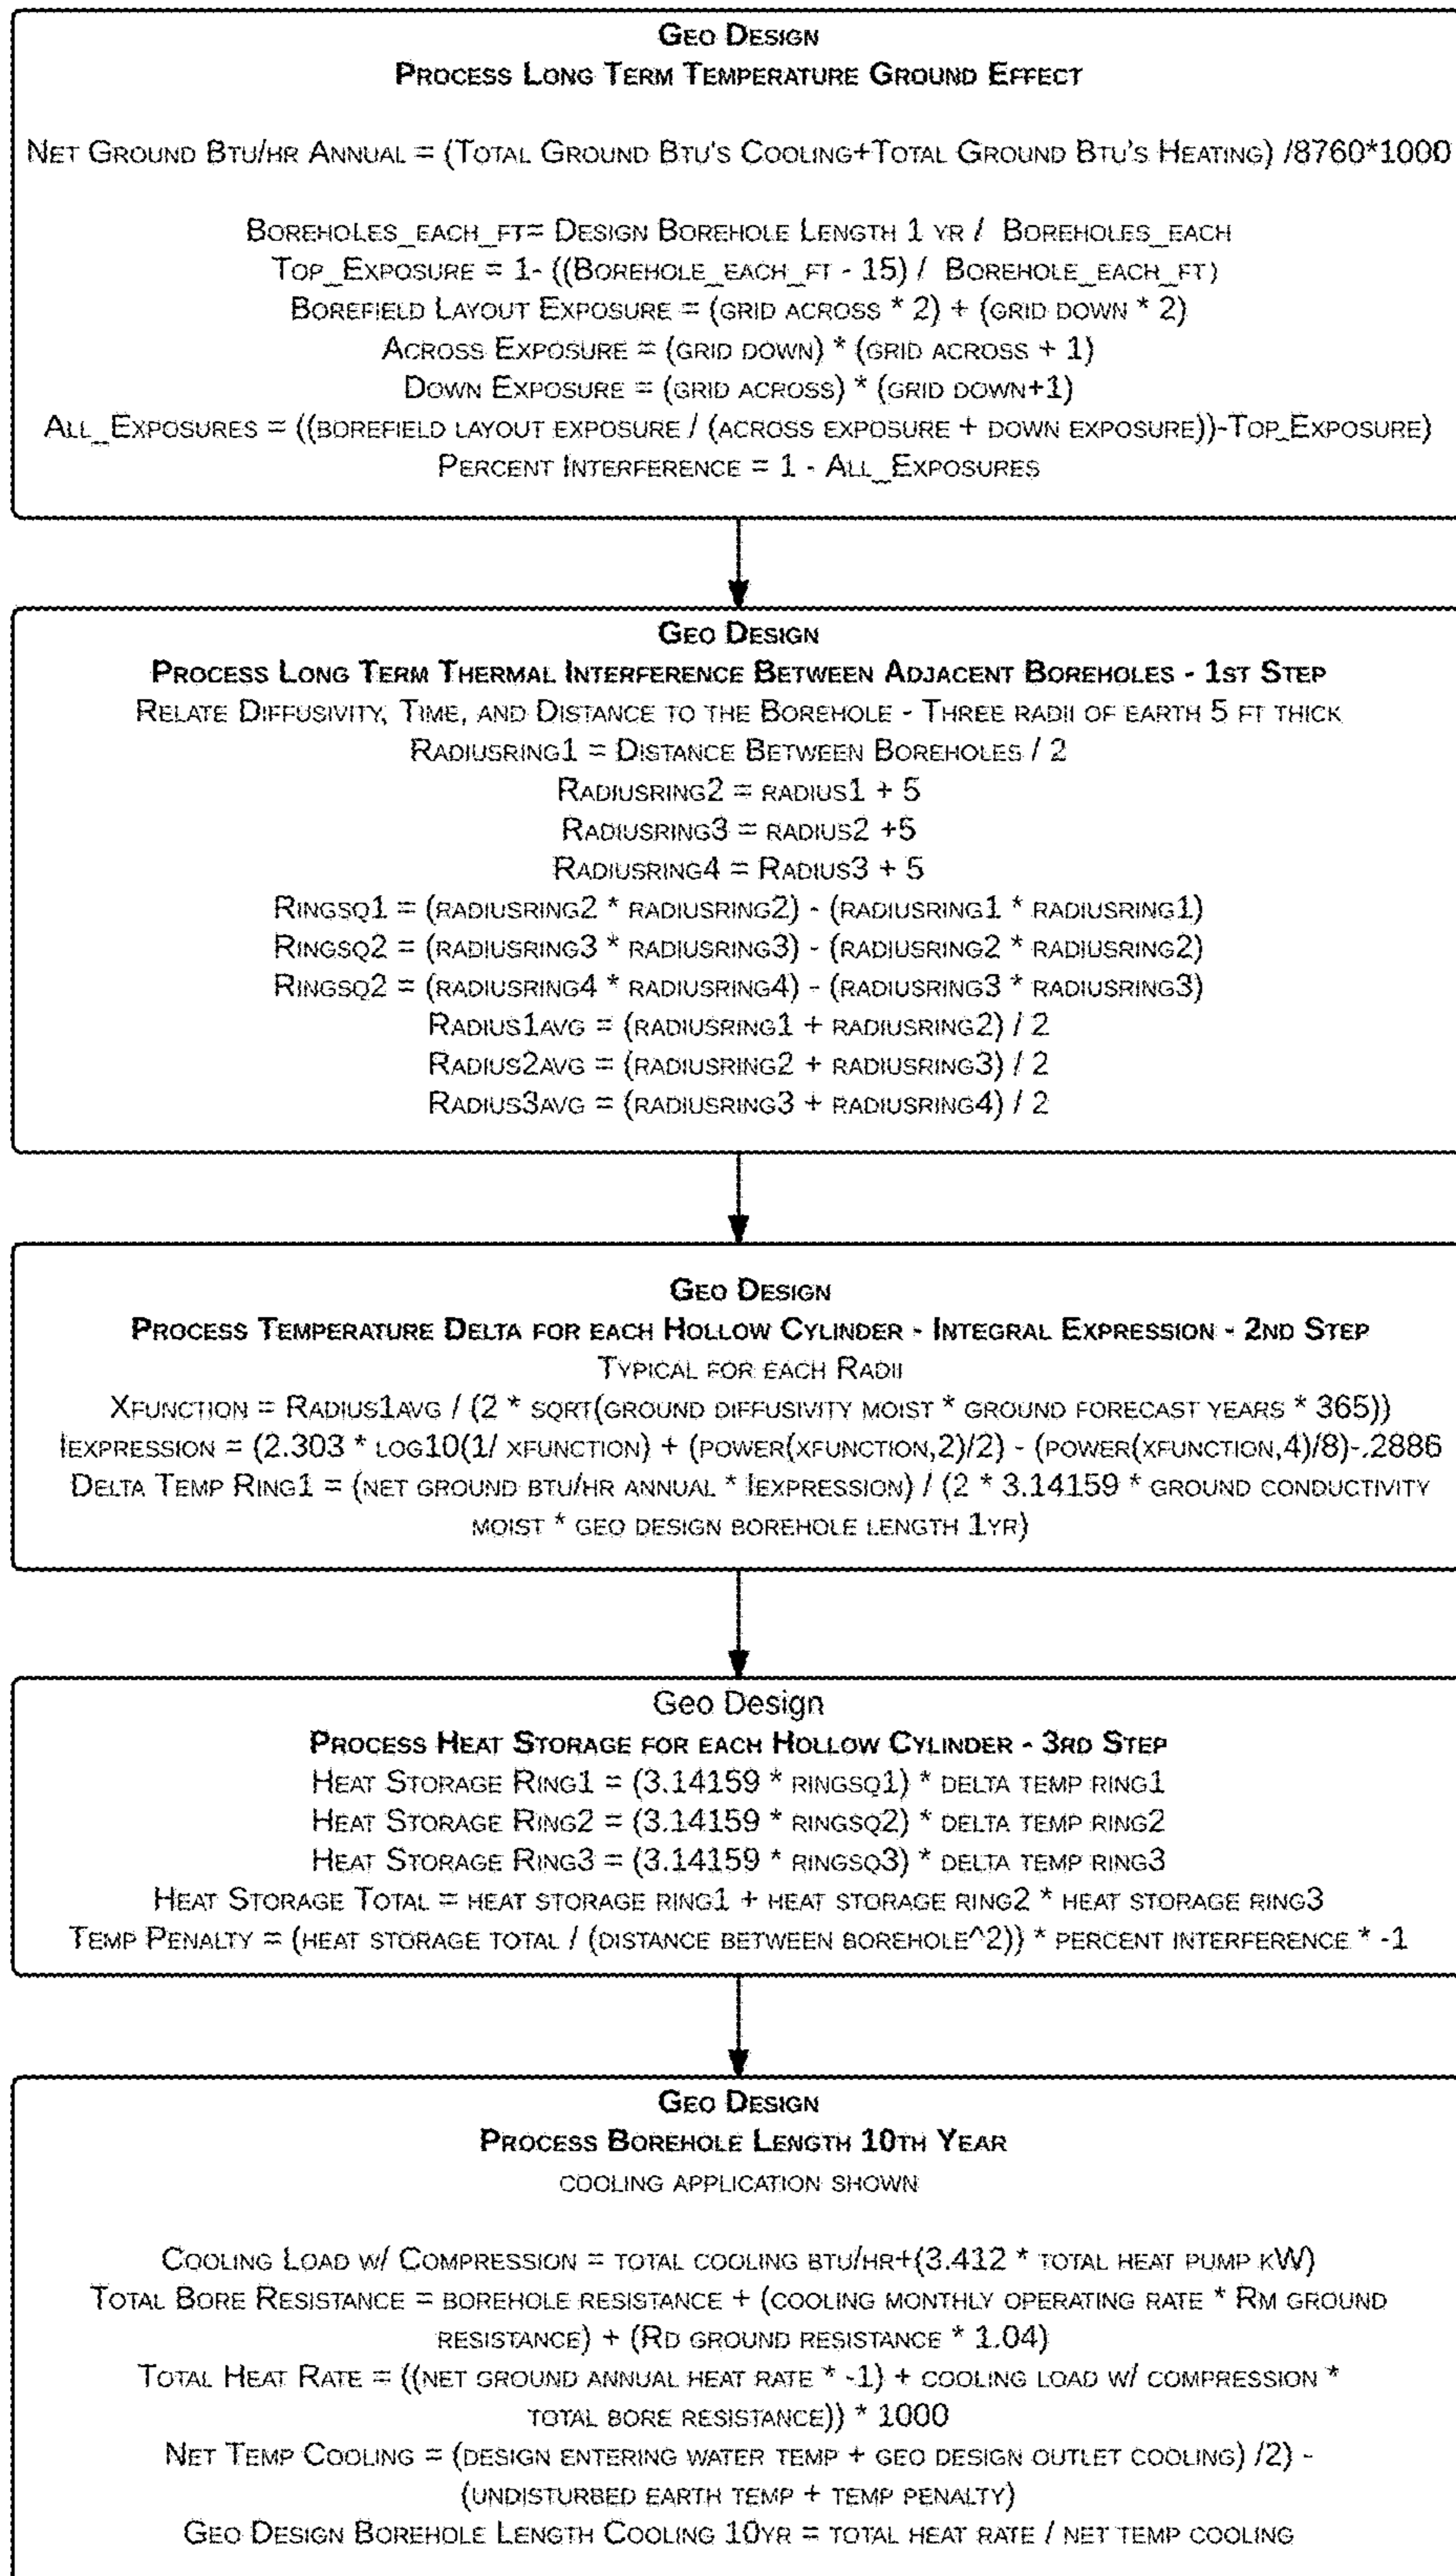 Geo Design
Process Long Term Temperature Ground Effect
Net Ground Btu/hr Annual = (Total Ground Btu's Cooling+Total Ground Btu's Heating) /8760*1000
Boreholes_each_ft= Design Borehole Length 1 yr / Boreholes_each
Top_Exposure = 1- ((Borehole_each_ft - 15) / Borehole_each_ft)
Borefield Layout Exposure = (grid across * 2) + (grid down * 2)
Across Exposure = (grid down) * (grid across + 1)
Down Exposure = (grid across) * (grid down+1)
All_Exposures = ((borefield layout exposure / (across exposure + down exposure))-Top_Exposure)
Percent Interference = 1 - All_Exposures
Geo Design
Process Long Term Thermal Interference Between Adjacent Boreholes - 1st Step
Relate Diffusivity, Time, and Distance to the Borehole - Three radii of earth 5 ft thick
Radiusring1 = Distance Between Boreholes / 2
Radiusring2 = radius1 + 5
Radiusring3 = radius2 +5
Radiusring4 = Radius3 + 5
Ringsq1 = (radiusring2 * radiusring2) - (radiusring1 * radiusring1)
Ringsq2 = (radiusring3 * radiusring3) - (radiusring2 * radiusring2)
Ringsq2 = (radiusring4 * radiusring4) - (radiusring3 * radiusring3)
Radius1avg = (radiusring1 + radiusring2) / 2
Radius2avg = (radiusring2 + radiusring3) / 2
Radius3avg = (radiusring3 + radiusring4) / 2
Geo Design
Process Temperature Delta for each Hollow Cylinder - Integral Expression - 2nd Step
Typical for each Radii
Xfunction = Radius1avg / (2 * sqrt(ground diffusivity moist * ground forecast years * 365))
Iexpression = (2.303 * log10(1/ xfunction) + (power(xfunction,2)/2) - (power(xfunction,4)/8)-.2886
Delta Temp Ring1 = (net ground btu/hr annual * Iexpression) / (2 * 3.14159 * ground conductivity
moist * geo design borehole length 1yr)
Geo Design
Process Heat Storage for each Hollow Cylinder - 3rd Step
Heat Storage Ring1 = (3.14159 * ringsq1) * delta temp ring1
Heat Storage Ring2 = (3.14159 * ringsq2) * delta temp ring2
Heat Storage Ring3 = (3.14159 * ringsq3) * delta temp ring3
Heat Storage Total = heat storage ring1 + heat storage ring2 * heat storage ring3
Temp Penalty = (heat storage total / (distance between borehole^2)) * percent interference * -1
Geo Design
Process Borehole Length 10th Year
cooling application shown
Cooling Load w/ Compression = total cooling btu/hr+(3.412 * total heat pump kW)
Total Bore Resistance = borehole resistance + (cooling monthly operating rate * Rm ground
resistance) + (Rd ground resistance * 1.04)
Total Heat Rate = ((net ground annual heat rate * -1) + cooling load w/ compression *
total bore resistance)) * 1000
Net Temp Cooling = (design entering water temp + geo design outlet cooling) /2) -
(undisturbed earth temp + temp penalty)
Geo Design Borehole Length Cooling 10yr = total heat rate / net temp cooling